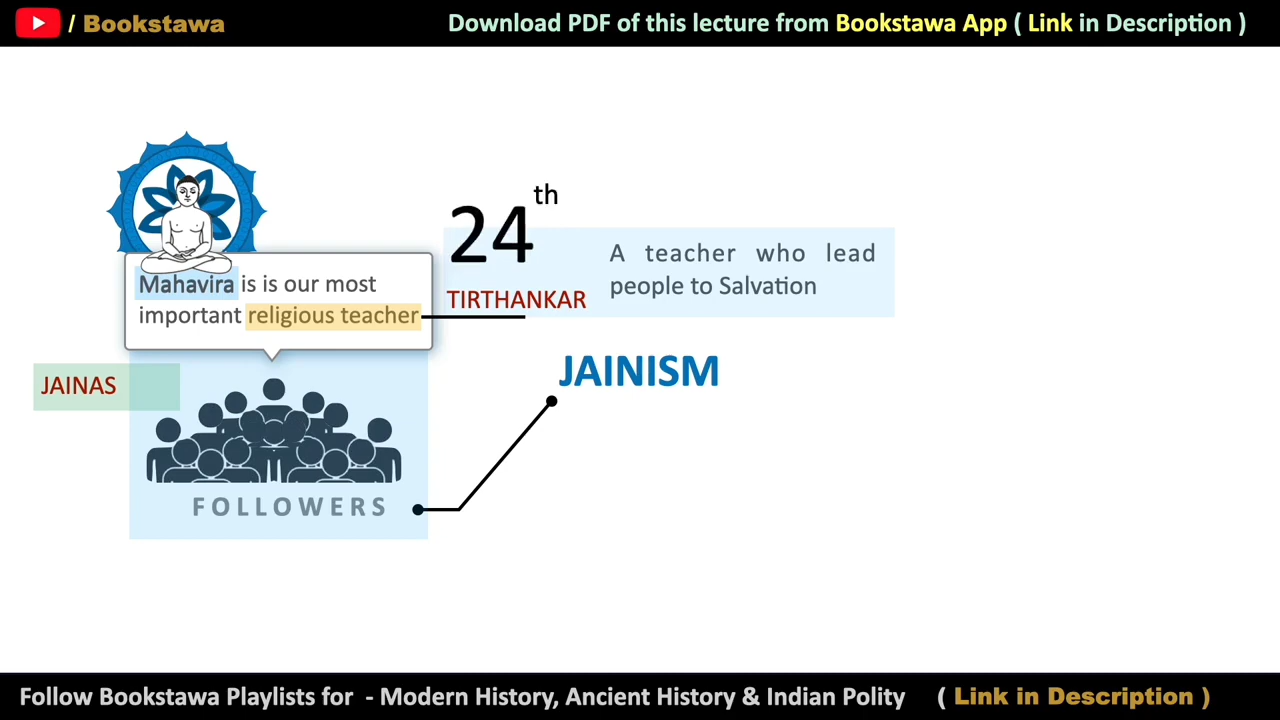 / Bookstawa
Download PDF of this lecture from Bookstawa App ( Link in Description )
24th
A teacher who lead
people to Salvation
TIRTHANKAR
Mahavira is is our most
important religious teacher
JAINISM
JAINAS
FOLLOWERS
Follow Bookstawa Playlists for - Modern History, Ancient History & Indian Polity ( Link in Description )